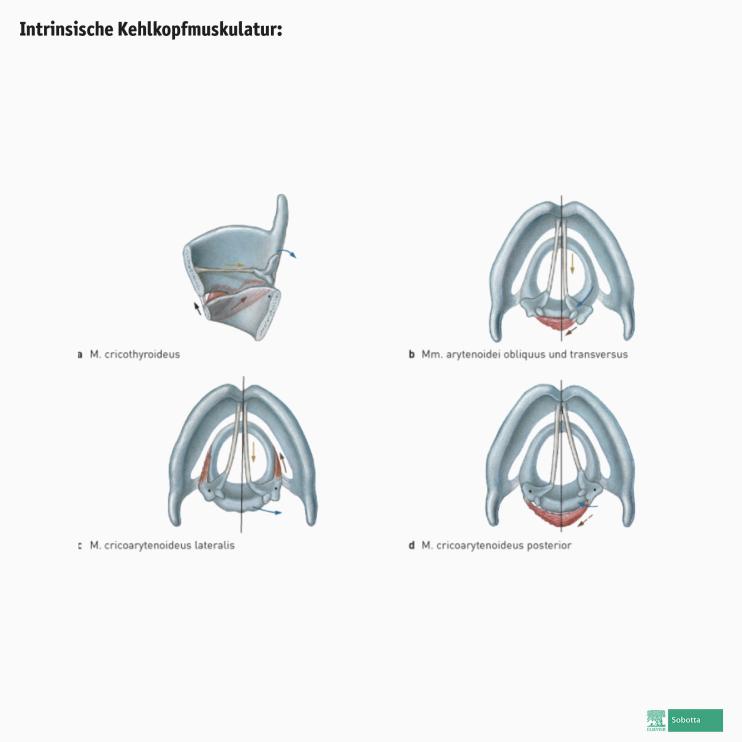 Intrinsische Kehlkopfmuskulatur:
a M. cricothyroideus
b Mm. arytenoidei obliquus und transversus
c M. cricoarytenoideus lateralis
d M. cricoarytenoideus posterior
ELSEVIER
Sobotta